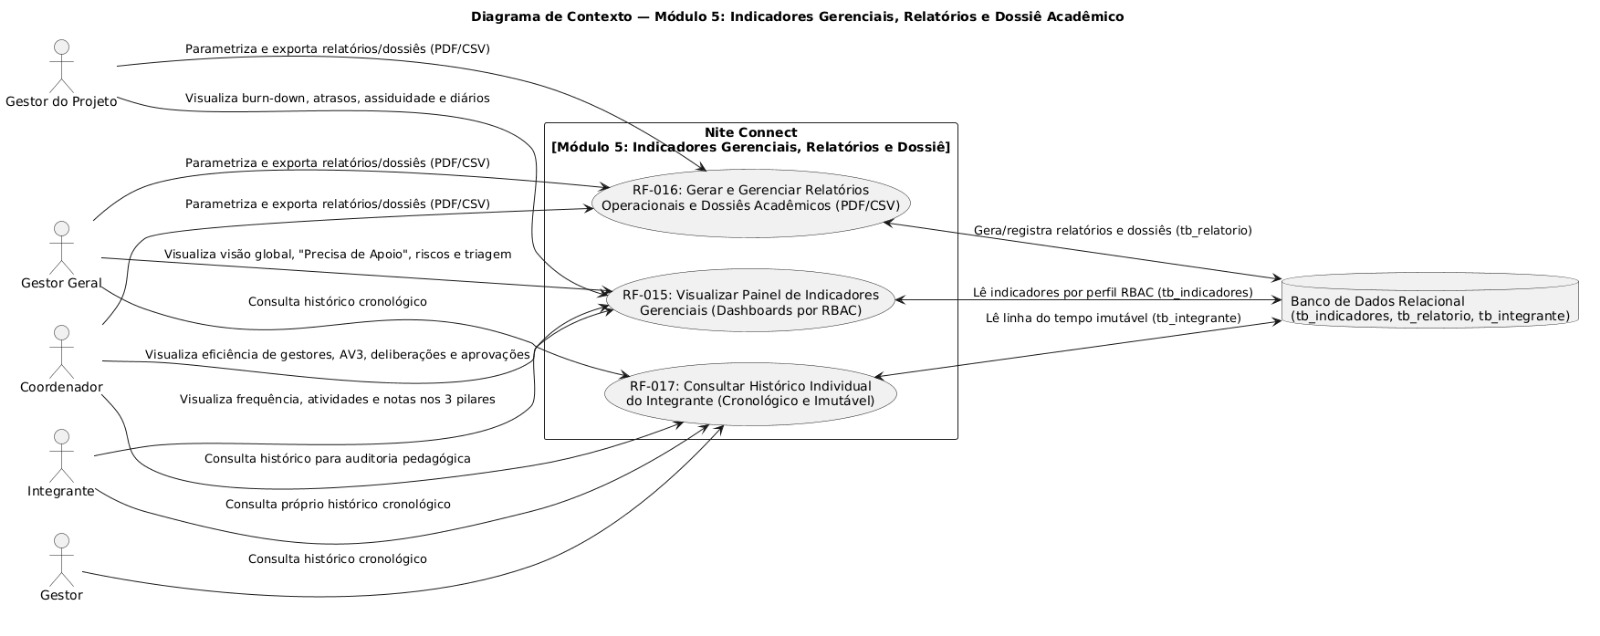 Diagrama de Contexto — Módulo 5: Indicadores Gerenciais, Relatórios e Dossiê Acadêmico
Parametriza e exporta relatórios/dossiês (PDF/CSV)
Gestor do Projeto
Visualiza burn-down, atrasos, assiduidade e diários
Nite Connect
[Módulo 5: Indicadores Gerenciais, Relatórios e Dossiê]
Parametriza e exporta relatórios/dossiês (PDF/CSV)
RF-016: Gerar e Gerenciar Relatórios
Operacionais e Dossiês Acadêmicos (PDF/CSV)
Parametriza e exporta relatórios/dossiês (PDF/CSV)
Gera/registra relatórios e dossiês (tb_relatorio)
Visualiza visão global, "Precisa de Apoio", riscos e triagem
Gestor Geral
RF-015: Visualizar Painel de Indicadores
Gerenciais (Dashboards por RBAC)
Lê indicadores por perfil RBAC (tb_indicadores)
Banco de Dados Relacional
(tb_indicadores, tb_relatorio, tb_integrante)
Consulta histórico cronológico
Lê linha do tempo imutável (tb_integrante)
Visualiza eficiência de gestores, AV3, deliberações e aprovações
Coordenador
RF-017: Consultar Histórico Individual
do Integrante (Cronológico e Imutável)
Visualiza frequência, atividades e notas nos 3 pilares
Consulta histórico para auditoria pedagógica
Integrante
Consulta próprio histórico cronológico
Consulta histórico cronológico
Gestor